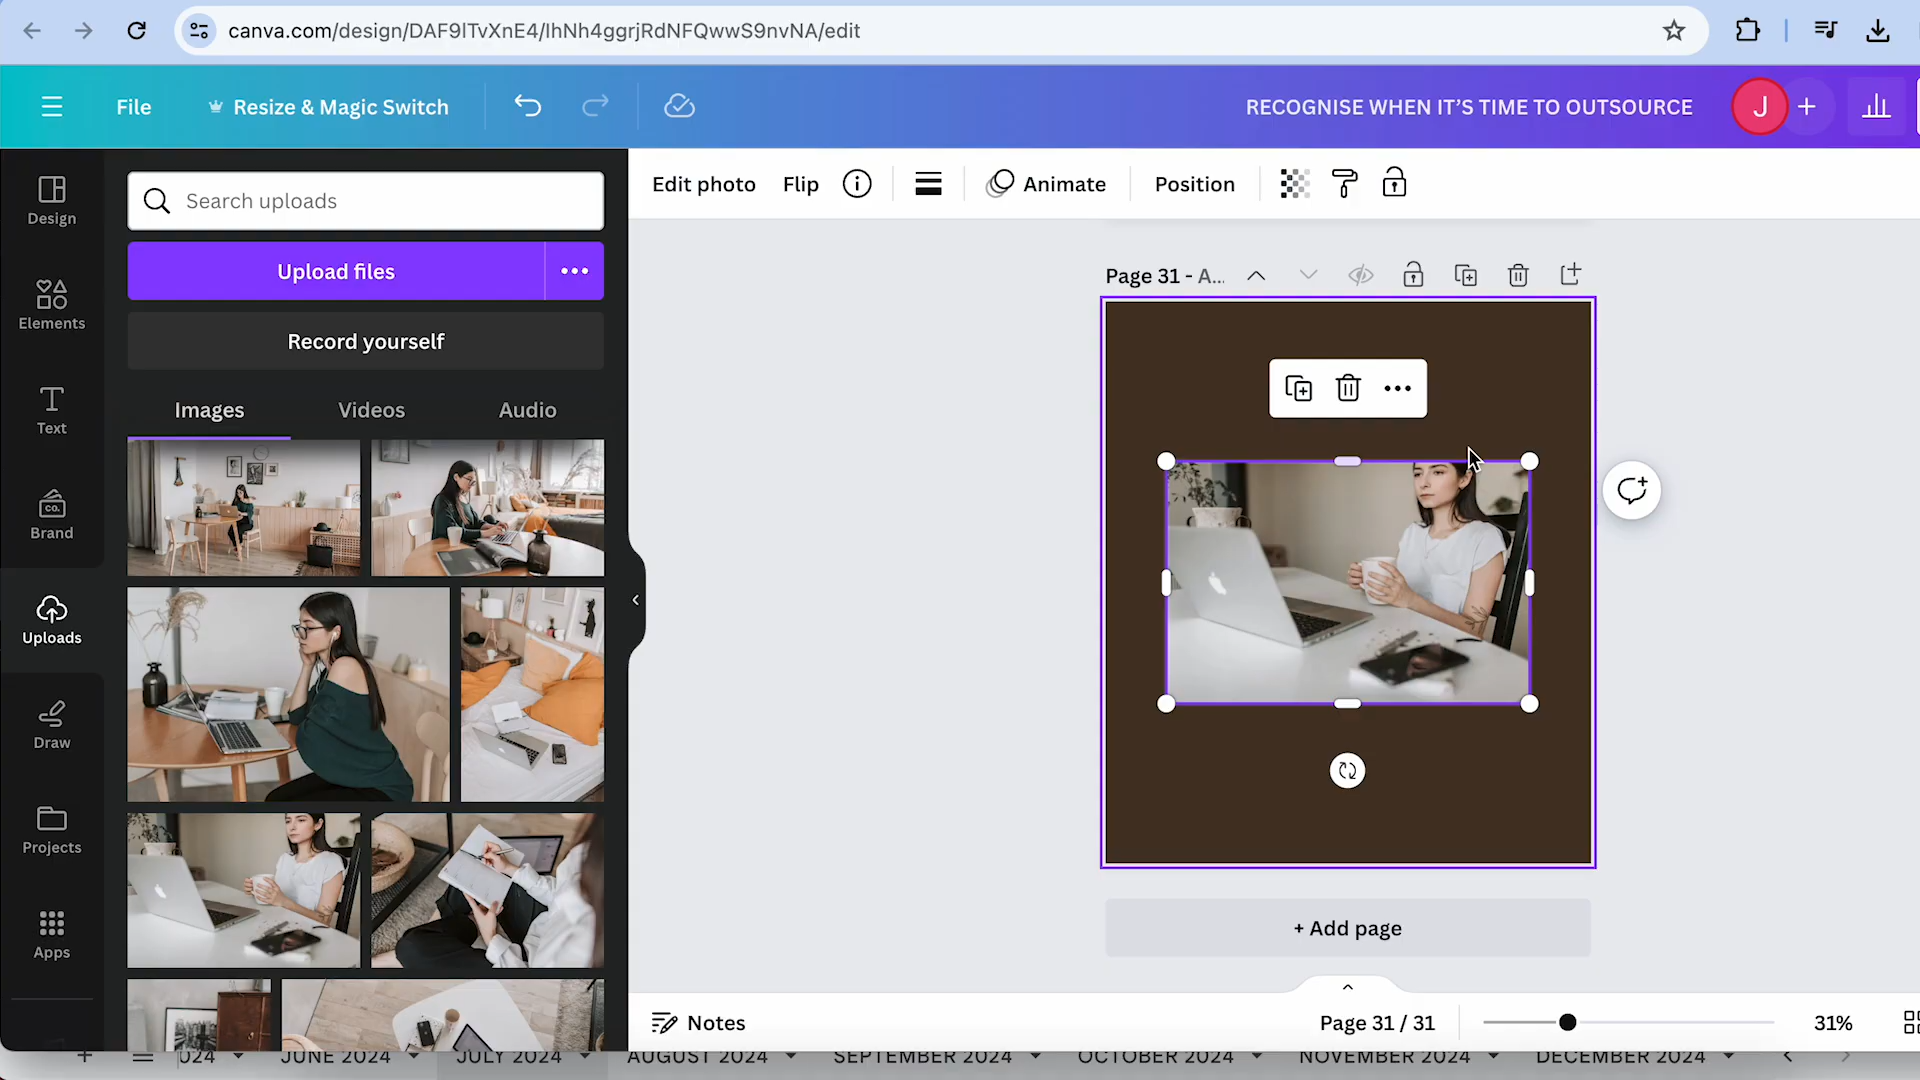 canva.com/design/DAF9lTvXnE4/IhNh4ggrjRdNFQwwS9nvNA/edit
File
Resize & Magic Switch
RECOGNISE WHEN IT’S TIME TO OUTSOURCE
J
Design
Elements
Text
CO.
Brand
Uploads
Draw
Projects
Apps
Search uploads
Upload files
Record yourself
Images
Videos
Audio
Edit photo
Flip
Animate
Position
Page 31 - A...
+ Add page
Notes
Page 31 / 31
31%
024
JUNE 2024
JULY 2024
AUGUST 2024
SEPTEMBER 2024
OCTOBER 2024
NOVEMBER 2024
DECEMBER 2024